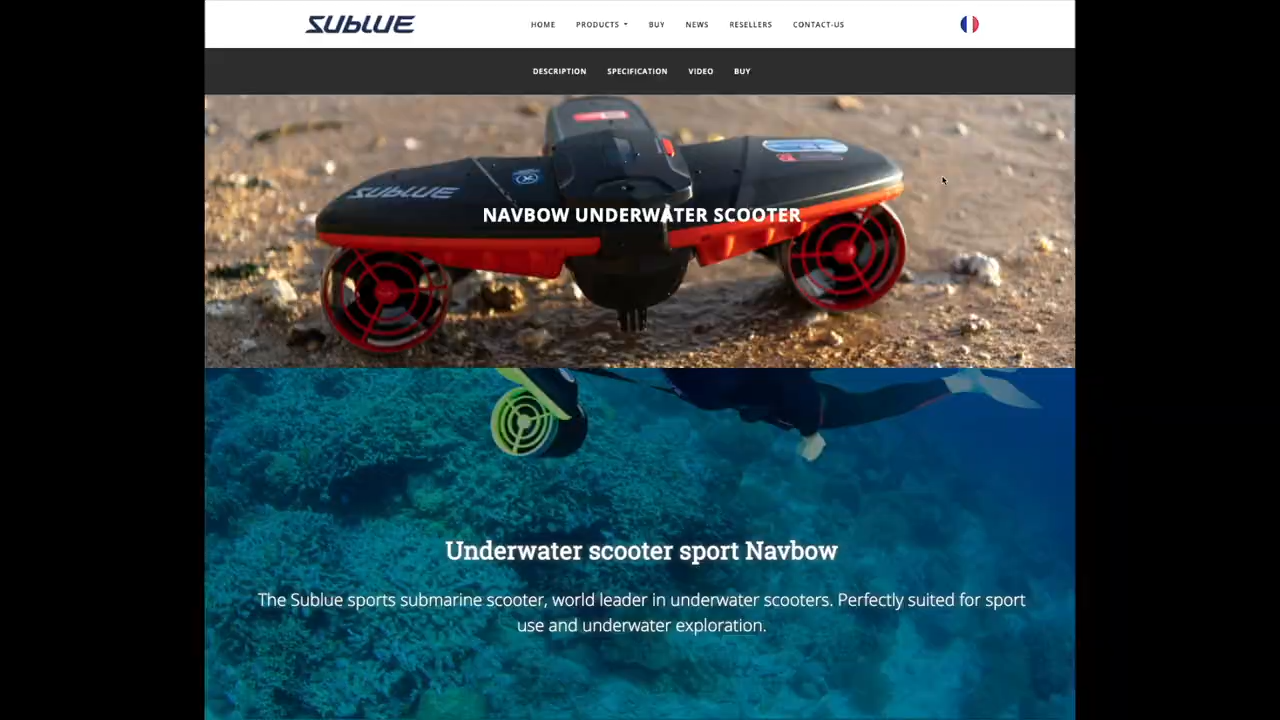 SUBLUE
HOME PRODUCTS BUY NEWS RESELLERS CONTACT-US
DESCRIPTION SPECIFICATION VIDEO BUY
SUBLUE
NAVBOW UNDERWATER SCOOTER
Underwater scooter sport Navbow
The Sublue sports submarine scooter, world leader in underwater scooters. Perfectly suited for sport
use and underwater exploration.